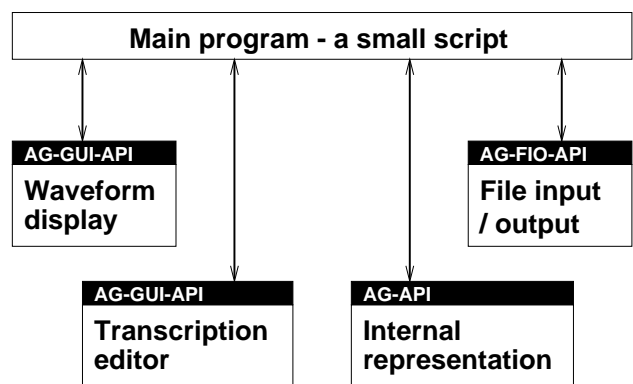 Main program - a small script
AG-GUI-API
Waveform
display
AG-FIO-API
File input
/ output
AG-GUI-API
Transcription
editor
AG-API
Internal
representation